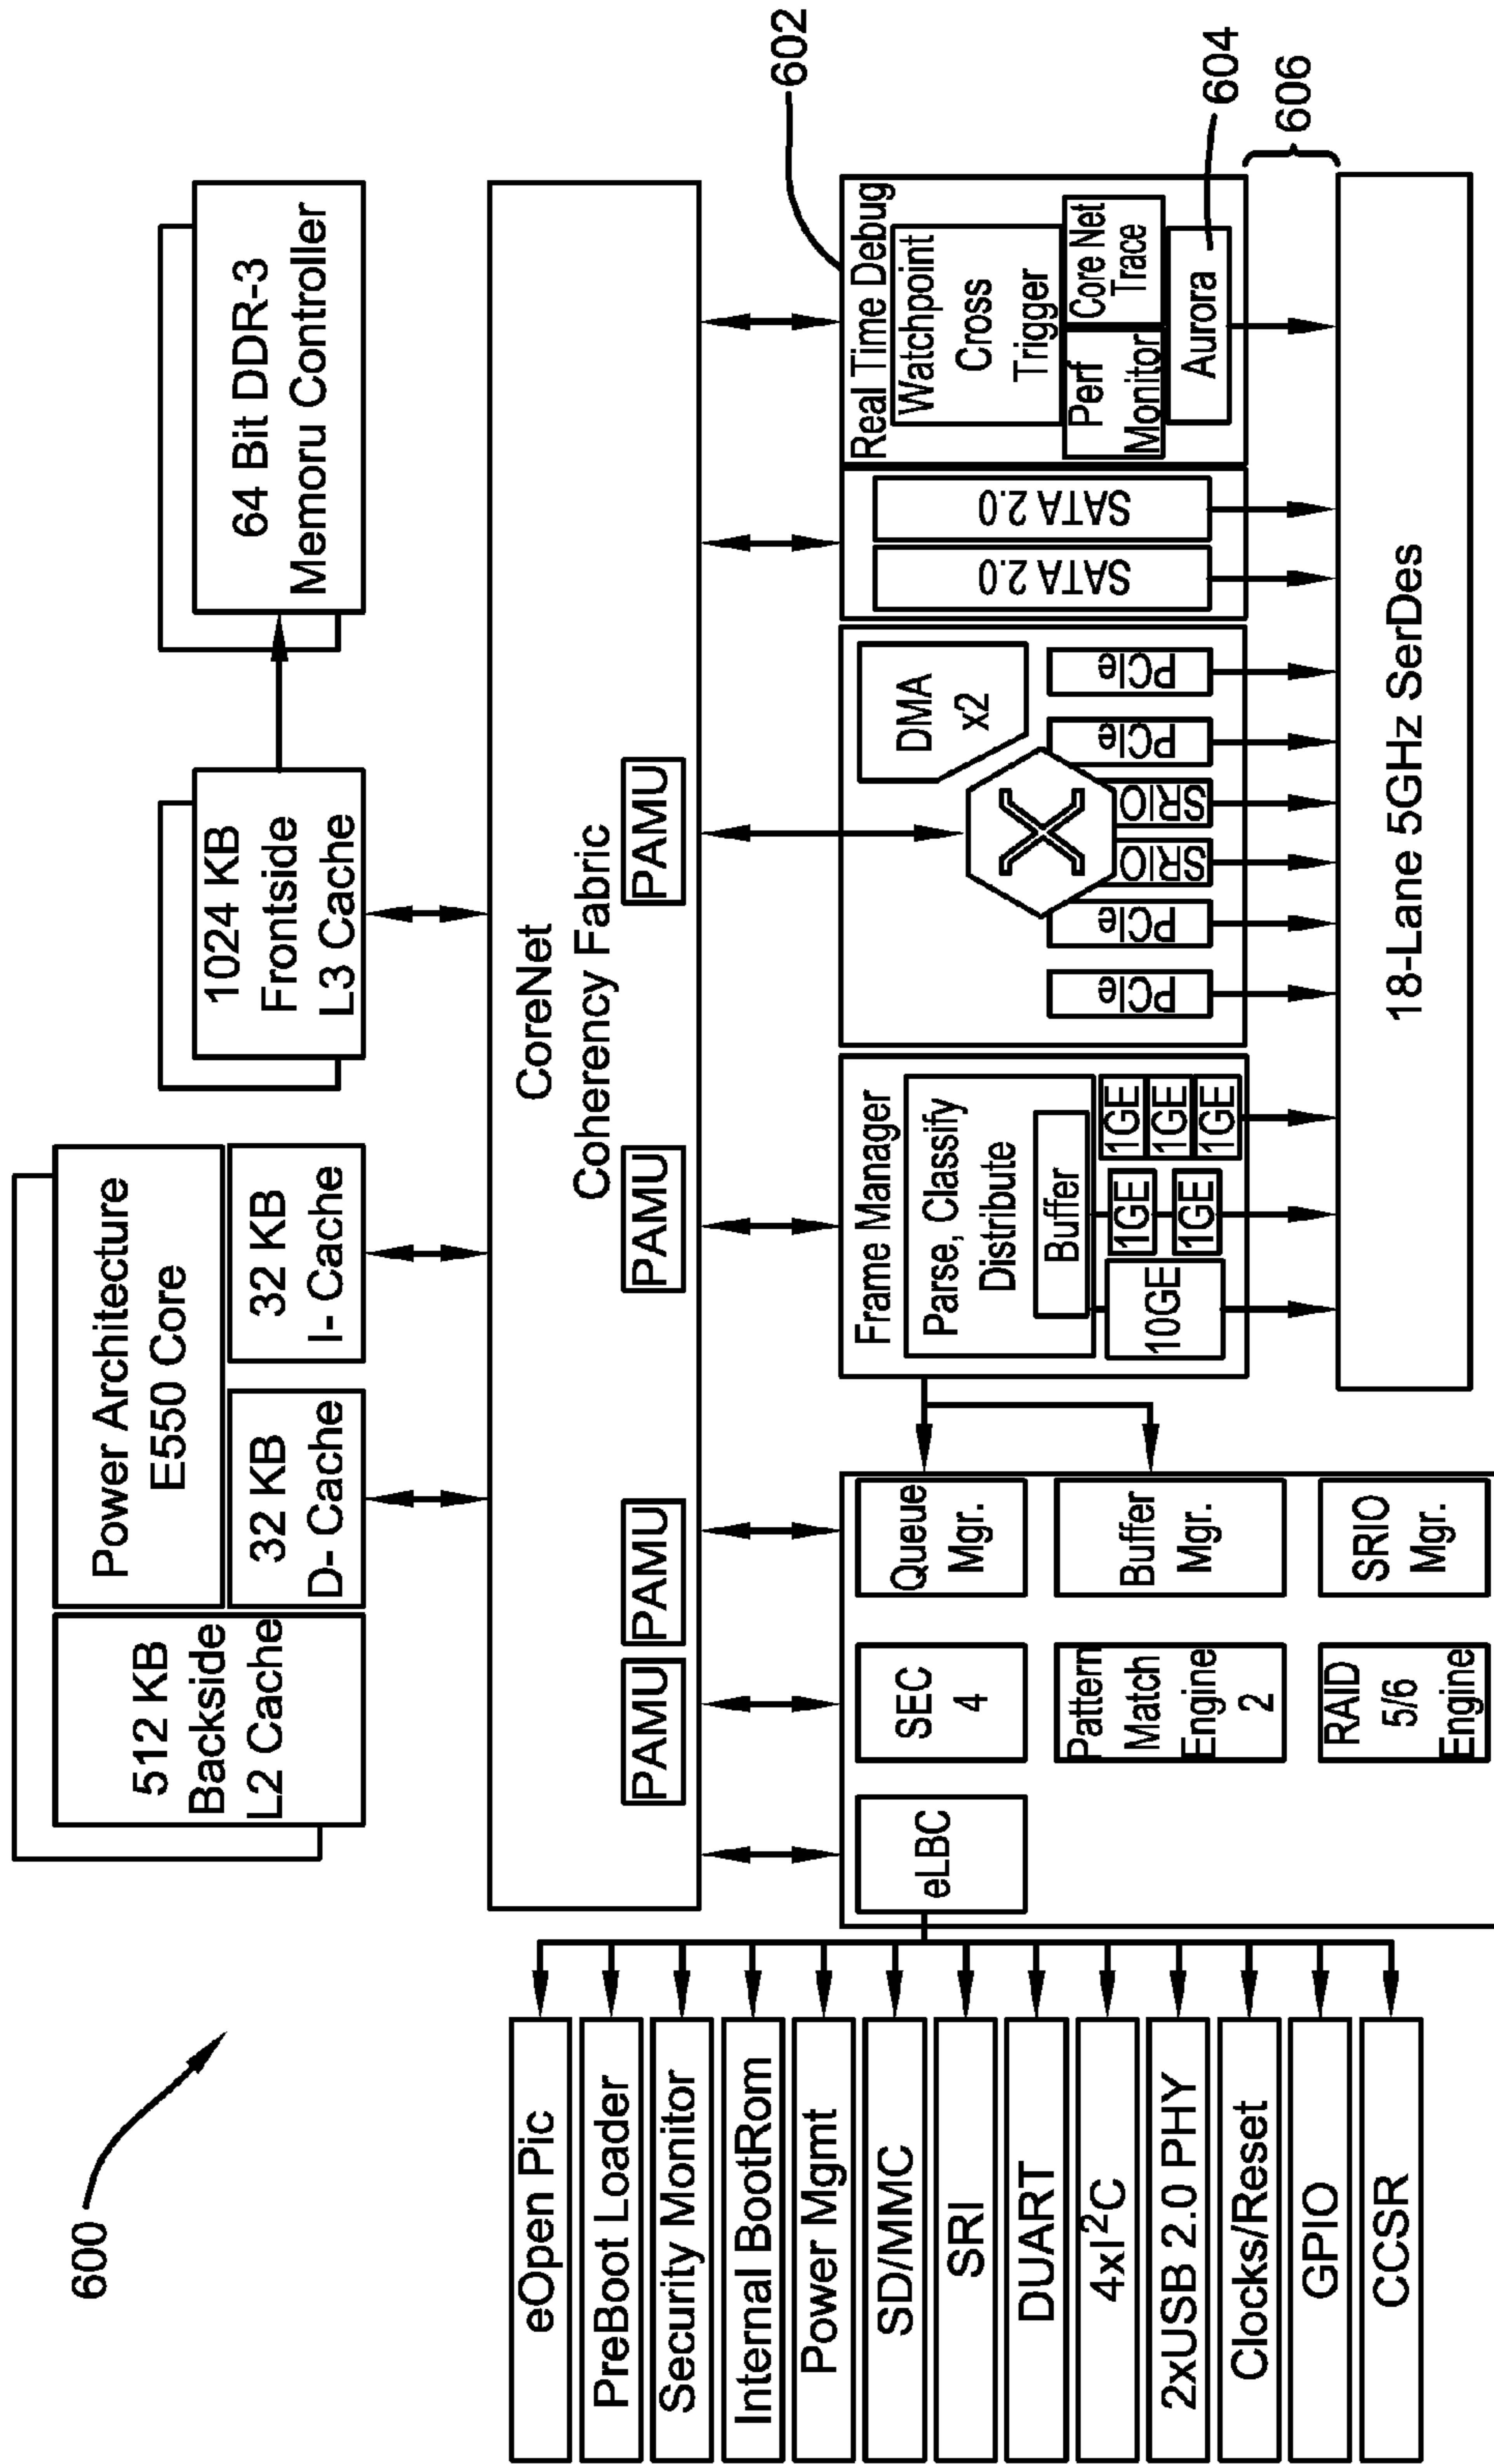 600
512 KB
Backside
L2 Cache
Power Architecture
E550 Core
32 KB
D- Cache
32 KB
I- Cache
1024 KB
Frontside
L3 Cache
64 Bit DDR-3
Memoru Controller
CoreNet
Coherency Fabric
PAMU
PAMU
PAMU
PAMU
eOpen Pic
PreBoot Loader
Security Monitor
Internal BootRom
Power Mgmt
SD/MMC
SRI
DUART
4xI²C
2xUSB 2.0 PHY
Clocks/Reset
GPIO
CCSR
eLBC
SEC
4
Queue
Mgr.
Pattern
Match
Engine
2
Buffer
Mgr.
RAID
5/6
Engine
SRIO
Mgr.
Frame Manager
Parse, Classify
Distribute
Buffer
10GE
1GE
1GE
1GE
1GE
1GE
DMA
x2
PCIe
PCIe
SRIO
SRIO
PCIe
PCIe
SATA 2.0
SATA 2.0
Real Time Debug
Watchpoint
Cross
Trigger
Perf
Monitor
Core Net
Trace
Aurora
602
604
606
18-Lane 5GHz SerDes